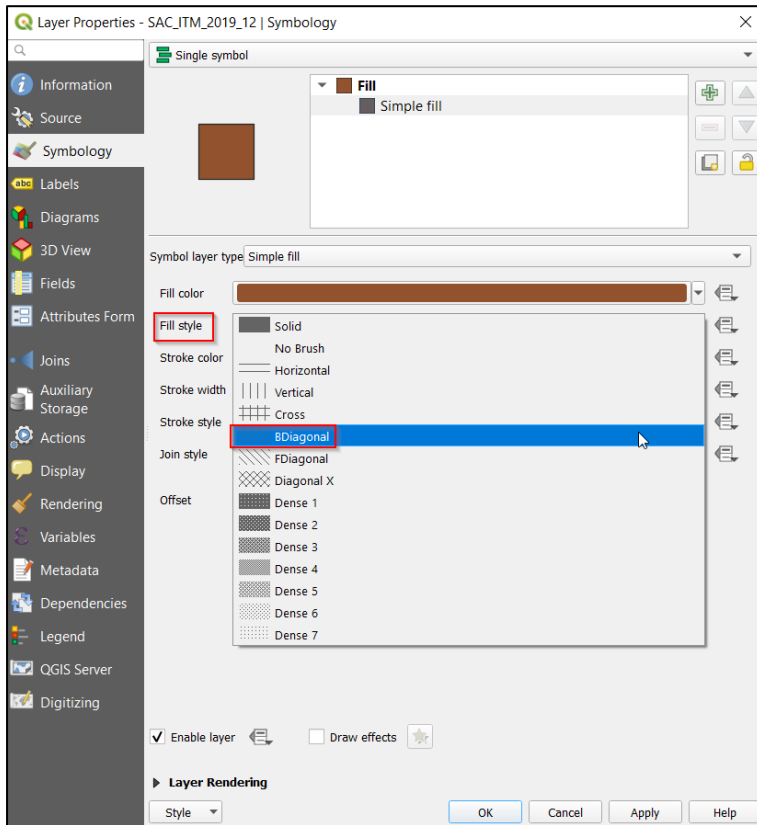 Layer Properties - SAC_ITM_2019_12 | Symbology
Single symbol
Information
Source
Symbology
abc Labels
Diagrams
3D View
Fields
Attributes Form
Joins
Auxiliary
Storage
Actions
Display
Rendering
Variables
Metadata
Dependencies
Legend
QGIS Server
Digitizing
Fill
Simple fill
Symbol layer type Simple fill
Fill color
Fill style
Stroke color
Stroke width
Stroke style
Join style
Offset
Solid
No Brush
Horizontal
Vertical
Cross
BDiagonal
FDiagonal
Diagonal X
Dense 1
Dense 2
Dense 3
Dense 4
Dense 5
Dense 6
Dense 7
Enable layer
Draw effects
Layer Rendering
Style
OK
Cancel
Apply
Help